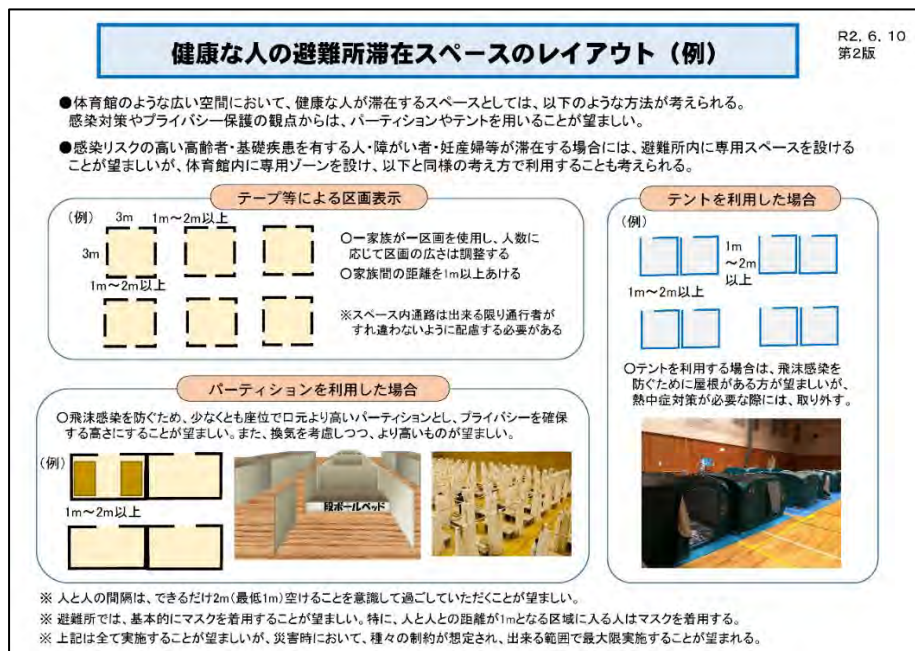 健康な人の避難所滞在スペースのレイアウト（例）
R2．6．10
第2版
●体育館のような広い空間において、健康な人が滞在するスペースとしては、以下のような方法が考えられる。
感染対策やプライバシー保護の観点からは、パーティションやテントを用いることが望ましい。
●感染リスクの高い高齢者・基礎疾患を有する人・障がい者・妊産婦等が滞在する場合には、避難所内に専用スペースを設ける
ことが望ましいが、体育館内に専用ゾーンを設け、以下と同様の考え方で利用することも考えられる。
テープ等による区画表示
（例） 3m 1m～2m以上
3m
1m～2m以上
○一家族が一区画を使用し、人数に
応じて区画の広さは調整する
○家族間の距離を1m以上あける
※スペース内通路は出来る限り通行者が
すれ違わないように配慮する必要がある
パーティションを利用した場合
○飛沫感染を防ぐため、少なくとも座位で口元より高いパーティションとし、プライバシーを確保
する高さにすることが望ましい。また、換気を考慮しつつ、より高いものが望ましい。
（例）
1m～2m以上
段ボールベッド
テントを利用した場合
（例）
1m
～2m
以上
1m～2m以上
○テントを利用する場合は、飛沫感染を
防ぐために屋根がある方が望ましいが、
熱中症対策が必要な際には、取り外す。
※ 人と人の間隔は、できるだけ2m（最低1m）空けることを意識して過ごしていただくことが望ましい。
※ 避難所では、基本的にマスクを着用することが望ましい。特に、人と人との距離が1mとなる区域に入る人はマスクを着用する。
※ 上記は全て実施することが望ましいが、災害時において、種々の制約が想定され、出来る範囲で最大限実施することが望まれる。